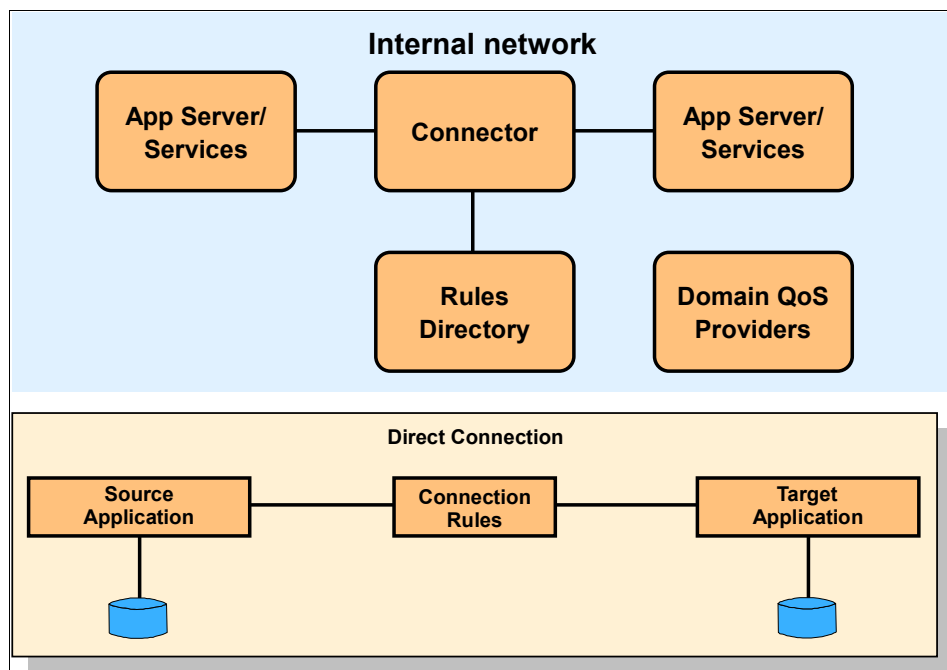 Internal network
App Server/
Services
Connector
App Server/
Services
Rules
Directory
Domain QoS
Providers
Direct Connection
Source
Application
Connection
Rules
Target
Application